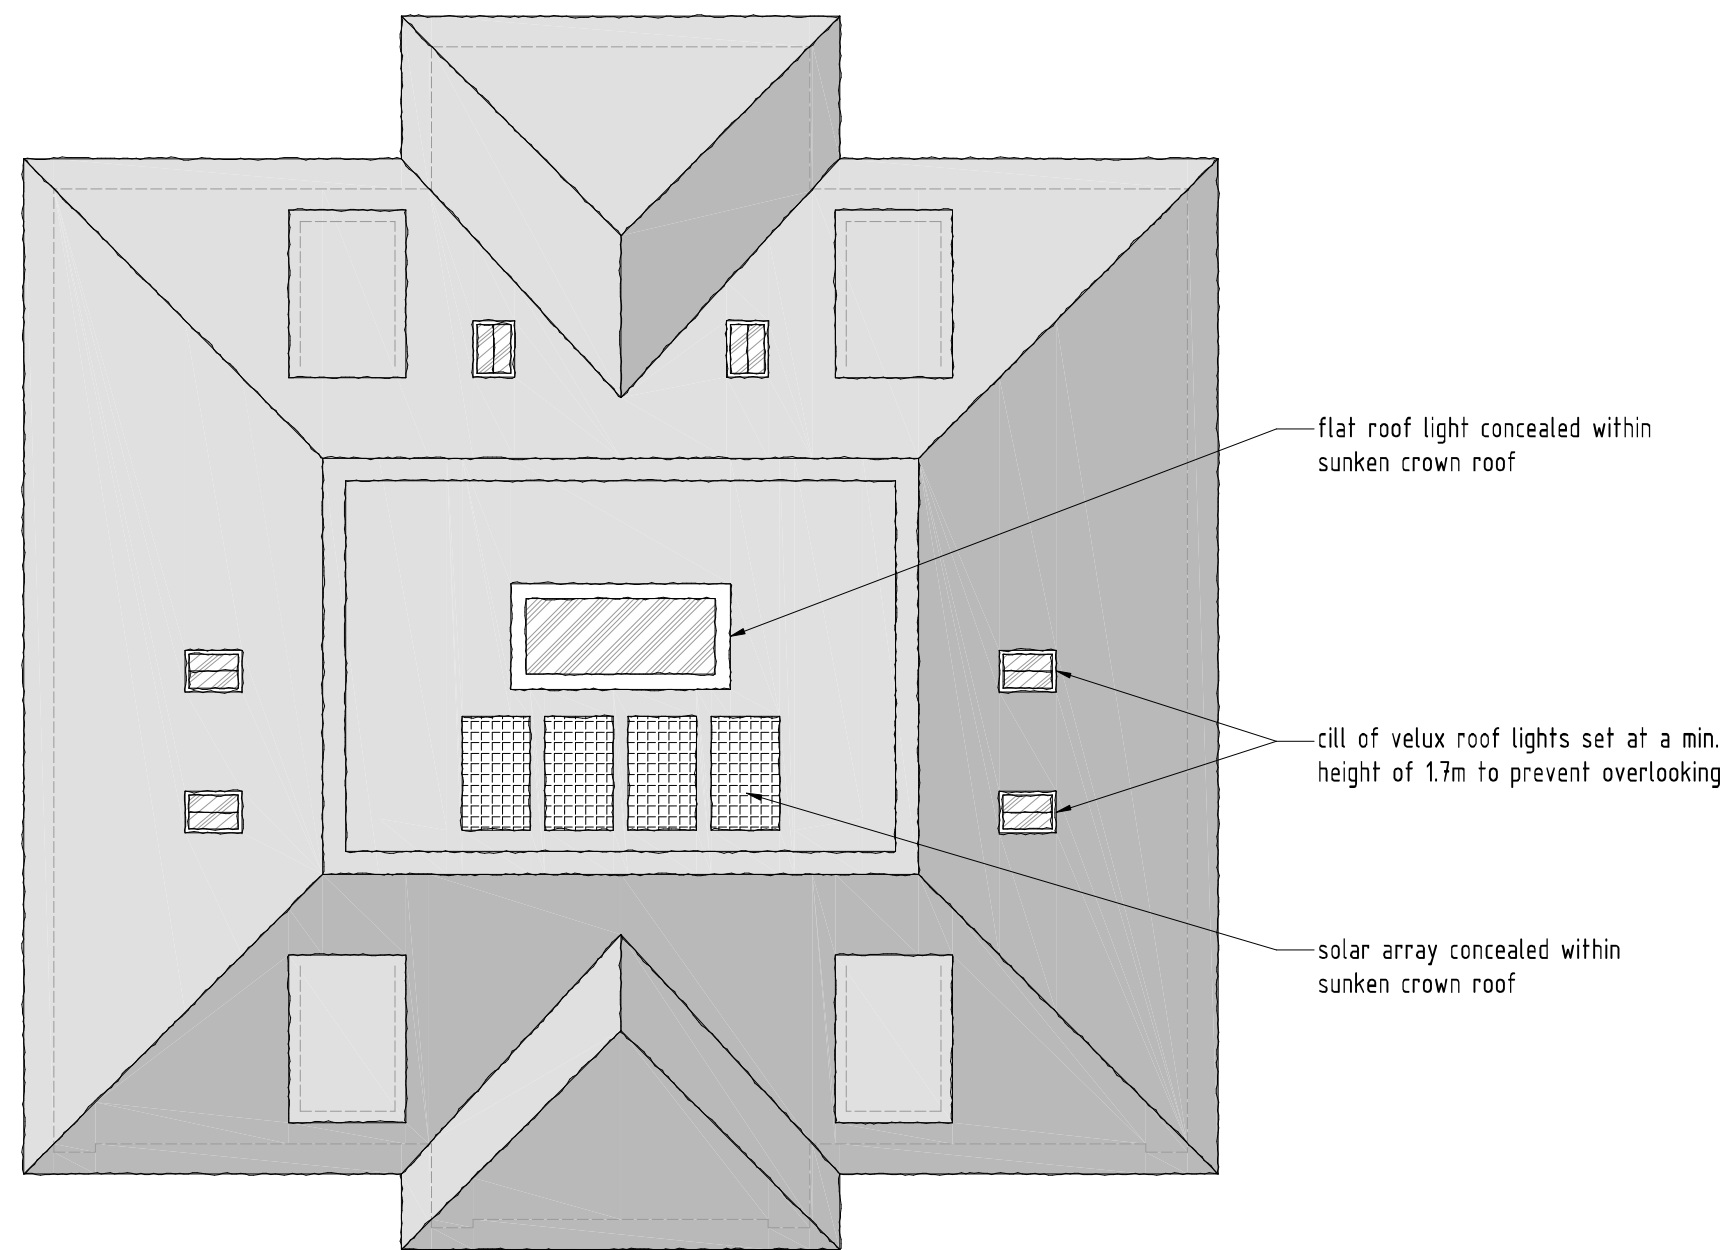 flat roof light concealed within
sunken crown roof
cill of velux roof lights set at a min.
height of 1.7m to prevent overlooking
solar array concealed within
sunken crown roof